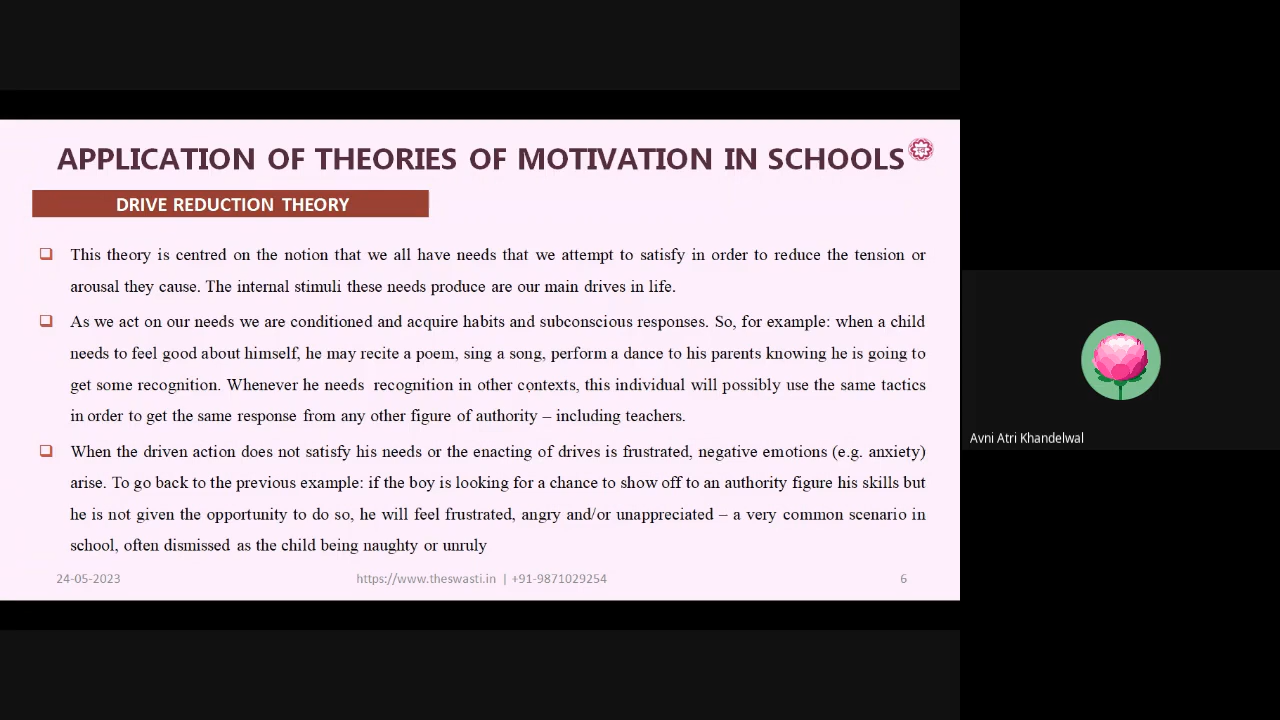 APPLICATION OF THEORIES OF MOTIVATION IN SCHOOLS
DRIVE REDUCTION THEORY
This theory is centred on the notion that we all have needs that we attempt to satisfy in order to reduce the tension or
arousal they cause. The internal stimuli these needs produce are our main drives in life.
As we act on our needs we are conditioned and acquire habits and subconscious responses. So, for example: when a child
needs to feel good about himself, he may recite a poem, sing a song, perform a dance to his parents knowing he is going to
get some recognition. Whenever he needs recognition in other contexts, this individual will possibly use the same tactics
in order to get the same response from any other figure of authority – including teachers.
When the driven action does not satisfy his needs or the enacting of drives is frustrated, negative emotions (e.g. anxiety)
arise. To go back to the previous example: if the boy is looking for a chance to show off to an authority figure his skills but
he is not given the opportunity to do so, he will feel frustrated, angry and/or unappreciated – a very common scenario in
school, often dismissed as the child being naughty or unruly
24-05-2023 https://www.theswasti.in | +91-9871029254 6
Avni Atri Khandelwal